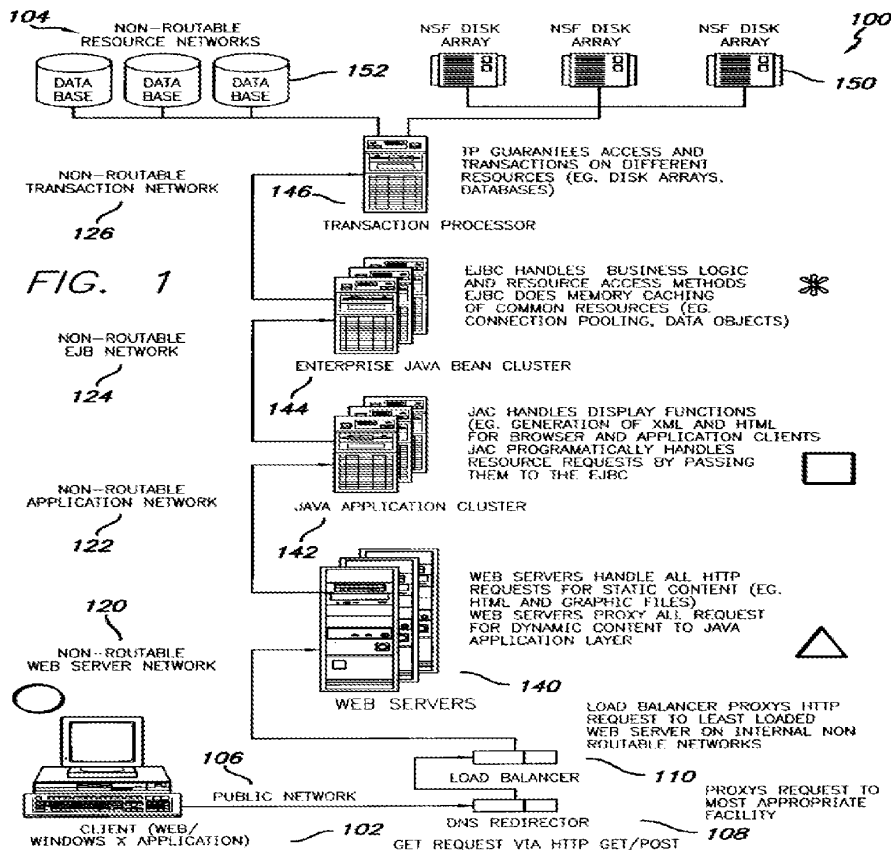 104
NON-ROUTABLE
RESOURCE NETWORKS
NSF DISK
ARRAY
NSF DISK
ARRAY
NSF DISK
ARRAY
100
DATA
BASE
DATA
BASE
DATA
BASE
152
150
NON-ROUTABLE
TRANSACTION NETWORK
126
146
TRANSACTION PROCESSOR
TP GUARANTEES ACCESS AND
TRANSACTIONS ON DIFFERENT
RESOURCES (EG. DISK ARRAYS,
DATABASES)
FIG. 1
EJBC HANDLES BUSINESS LOGIC
AND RESOURCE ACCESS METHODS
EJBC DOES MEMORY CACHING
OF COMMON RESOURCES (EG.
CONNECTION POOLING, DATA OBJECTS)
NON-ROUTABLE
EJB NETWORK
124
ENTERPRISE JAVA BEAN CLUSTER
144
JAC HANDLES DISPLAY FUNCTIONS
(EG. GENERATION OF XML AND HTML
FOR BROWSER AND APPLICATION CLIENTS
JAC PROGRAMATICALLY HANDLES
RESOURCE REQUESTS BY PASSING
THEM TO THE EJBC
NON-ROUTABLE
APPLICATION NETWORK
122
JAVA APPLICATION CLUSTER
142
WEB SERVERS HANDLE ALL HTTP
REQUESTS FOR STATIC CONTENT (EG.
HTML AND GRAPHIC FILES)
WEB SERVERS PROXY ALL REQUEST
FOR DYNAMIC CONTENT TO JAVA
APPLICATION LAYER
120
NON-ROUTABLE
WEB SERVER NETWORK
140
WEB SERVERS
LOAD BALANCER PROXYS HTTP
REQUEST TO LEAST LOADED
WEB SERVER ON INTERNAL NON
ROUTABLE NETWORKS
LOAD BALANCER
110
106
PUBLIC NETWORK
PROXYS REQUEST TO
MOST APPROPRIATE
FACILITY
DNS REDIRECTOR
108
CLIENT (WEB/
WINDOWS X APPLICATION)
102
GET REQUEST VIA HTTP GET/POST